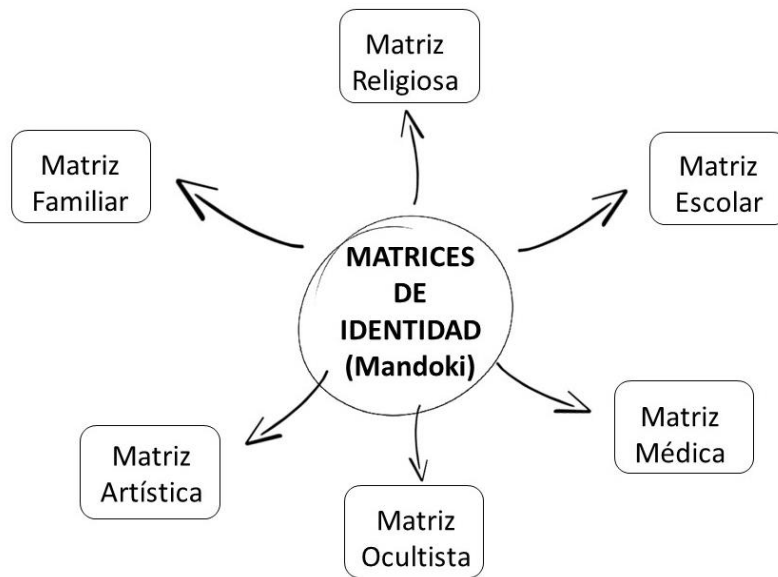 Matriz
Religiosa
Matriz
Familiar
Matriz
Escolar
MATRICES
DE
IDENTIDAD
(Mandoki)
Matriz
Artística
Matriz
Médica
Matriz
Ocultista